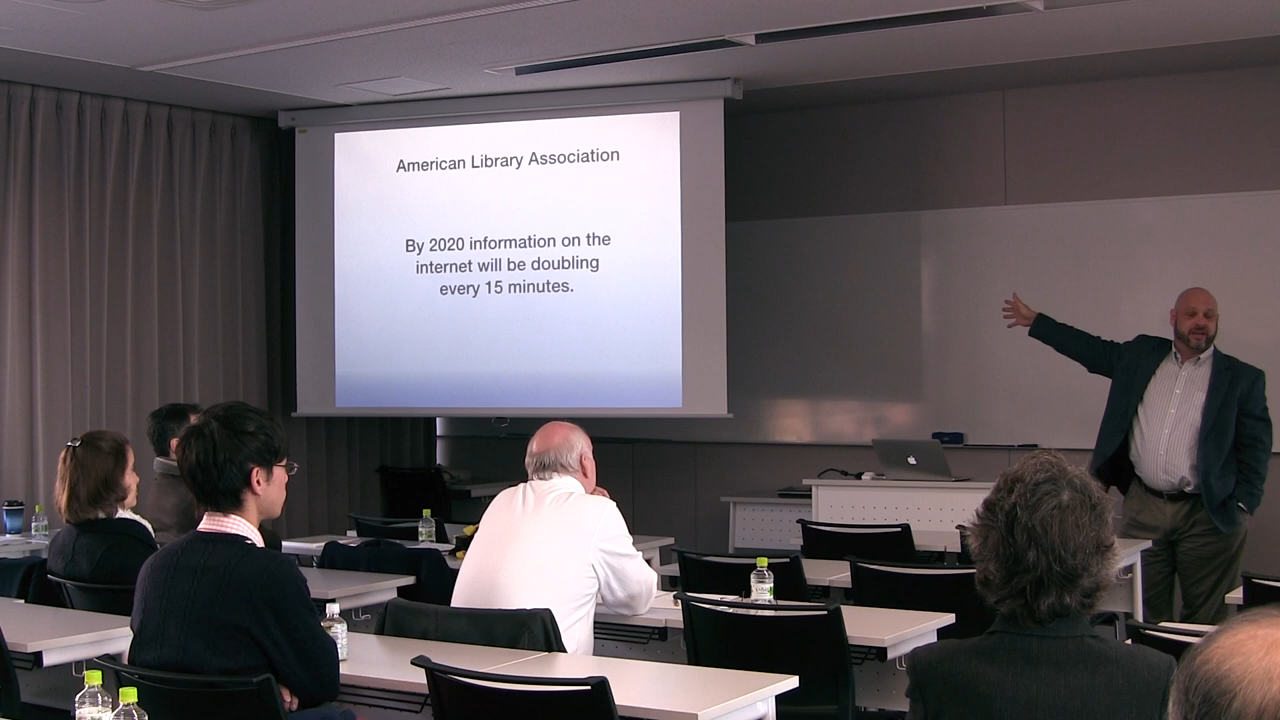 American Library Association
By 2020 information on the
internet will be doubling
every 15 minutes.